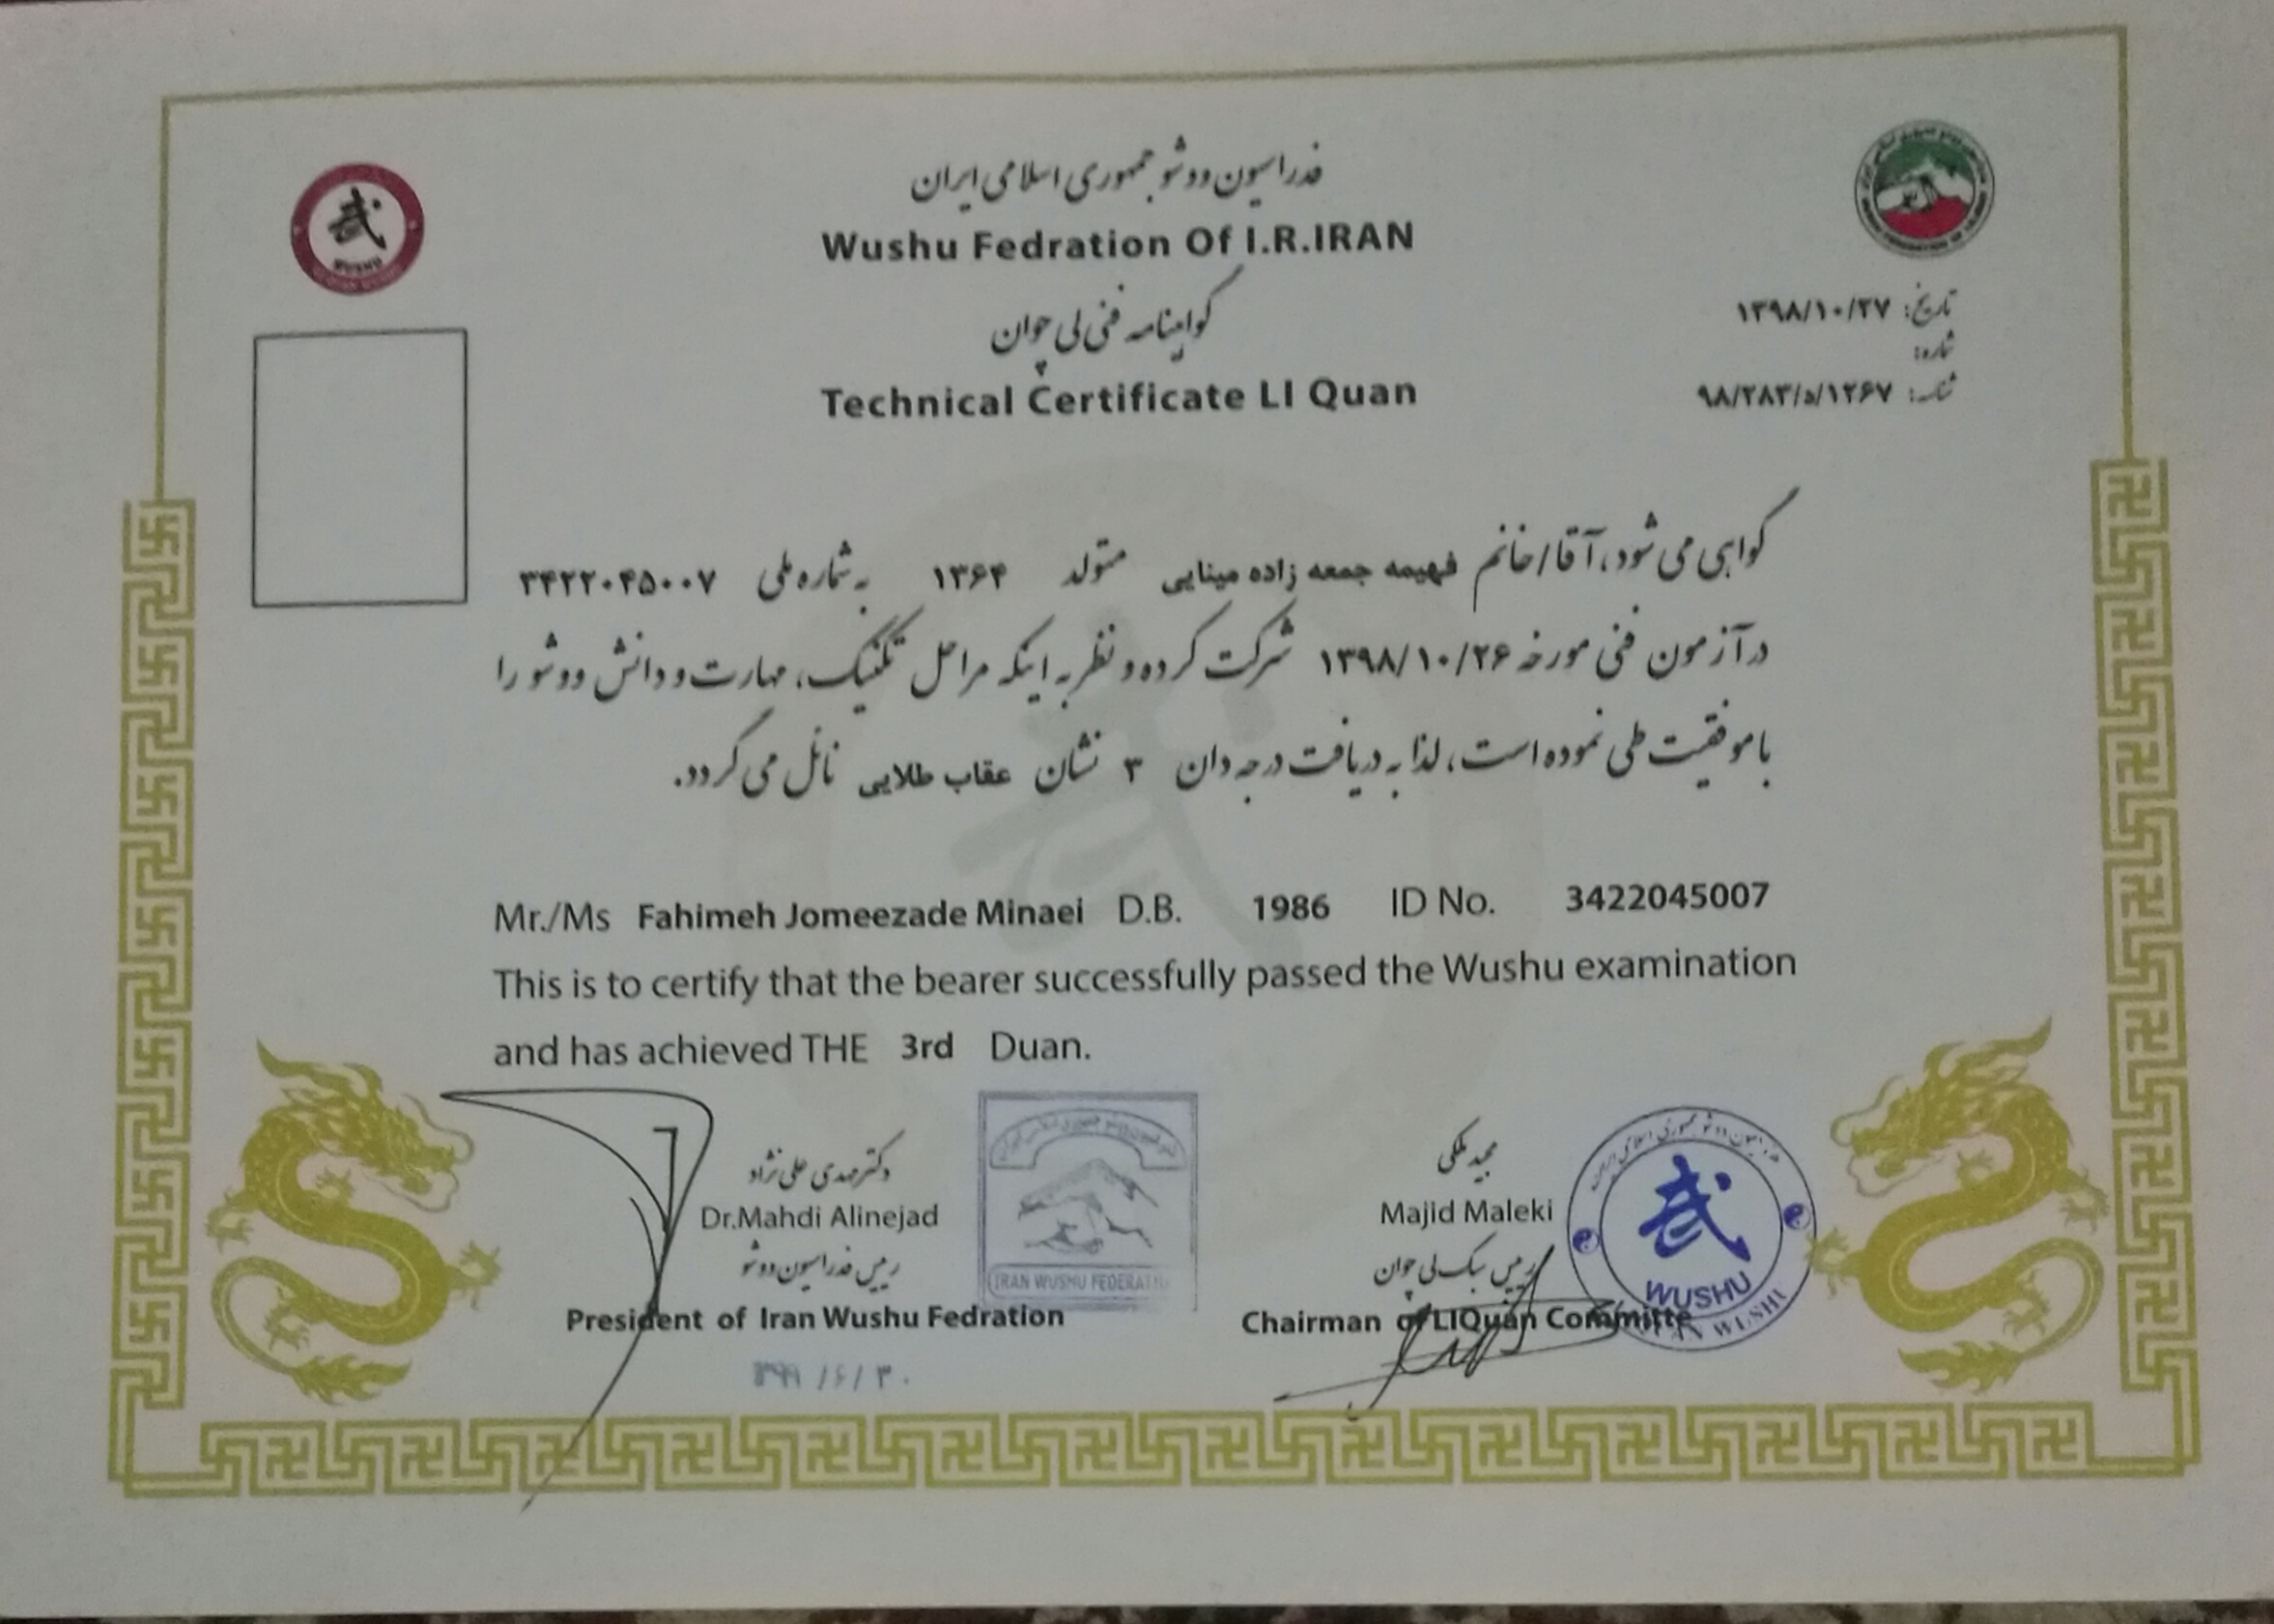 فدراسیون ووشو جمهوری اسلامی ایران
Wushu Fedration Of I.R.IRAN
گواهینامه فنی لی چوان
Technical Certificate LI Quan
武
WUSHU
تاریخ: ۱۳۹۸/۱۰/۲۷
شماره:
شناسه: ۹۸/۲۸۳/د/۱۲۶۷
گواهی می شود، آقا/خانم فهیمه جمعه زاده مینایی متولد ۱۳۶۴ به شماره ملی ۳۴۲۲۰۴۵۰۰۷
در آزمون فنی مورخه ۱۳۹۸/۱۰/۲۶ شرکت کرده و نظر به اینکه مراحل تکنیک، مهارت و دانش ووشو را
با موفقیت طی نموده است، لذا به دریافت درجه دان ۳ نشان عقاب طلایی نائل می گردد.
Mr./Ms Fahimeh Jomeezade Minaei D.B. 1986 ID No. 3422045007
This is to certify that the bearer successfully passed the Wushu examination
and has achieved THE 3rd Duan.
دکتر مهدی علی نژاد
Dr.Mahdi Alinejad
رییس فدراسیون ووشو
President of Iran Wushu Fedration
۱۳۹۹/۶/۳۰
IRAN WUSHU
مجید ملکی
Majid Maleki
رییس سبک لی چوان
Chairman of LIQuan Committe
武
WUSHU
WUSHU